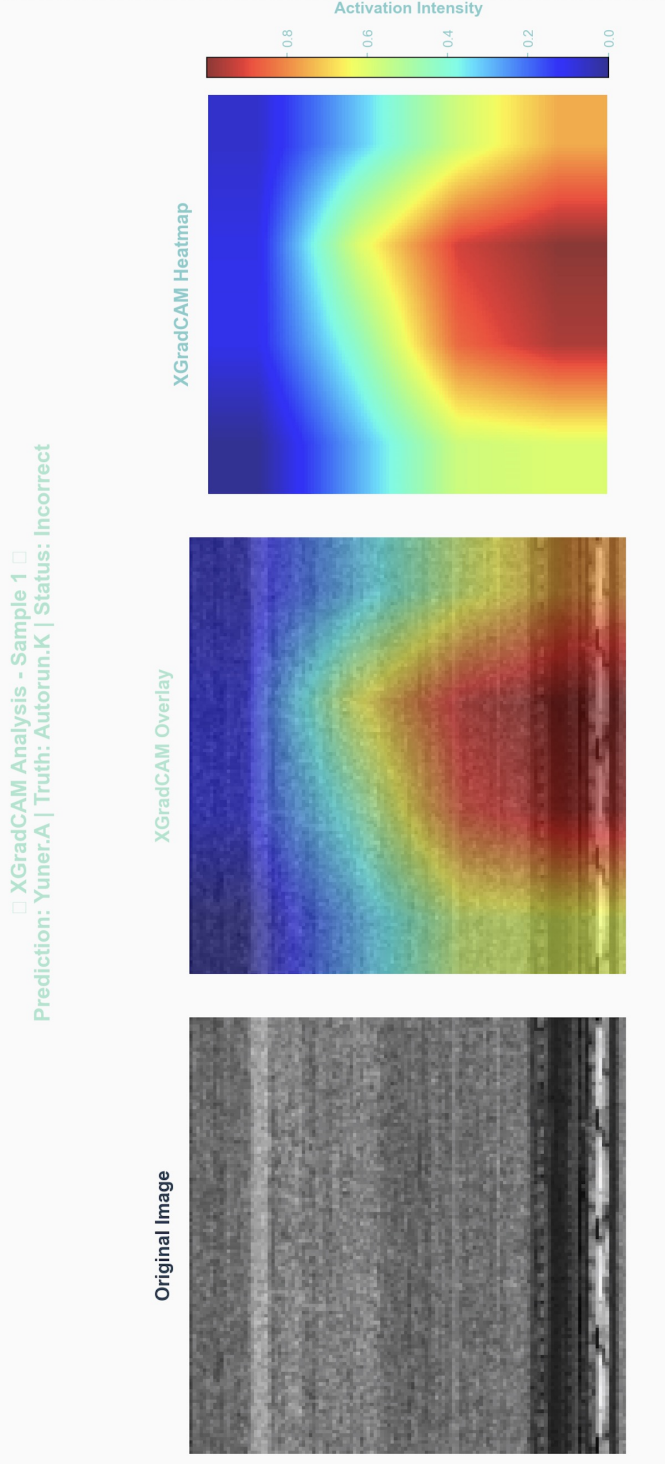 XGradCAM Analysis - Sample 1
Prediction: Yuner.A | Truth: Autorun.K | Status: Incorrect
Original Image
XGradCAM Overlay
XGradCAM Heatmap
0.8
0.6
0.4
0.2
0.0
Activation Intensity